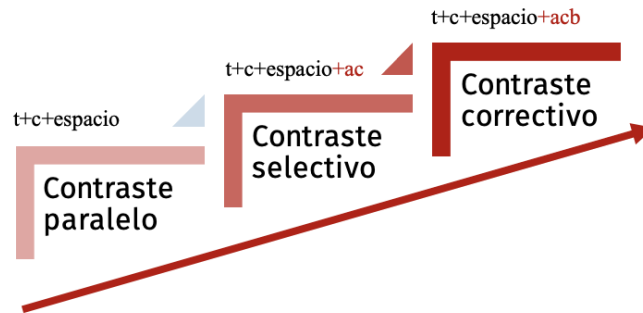 t+c+espacio+acb
Contraste
correctivo
t+c+espacio+ac
Contraste
selectivo
t+c+espacio
Contraste
paralelo